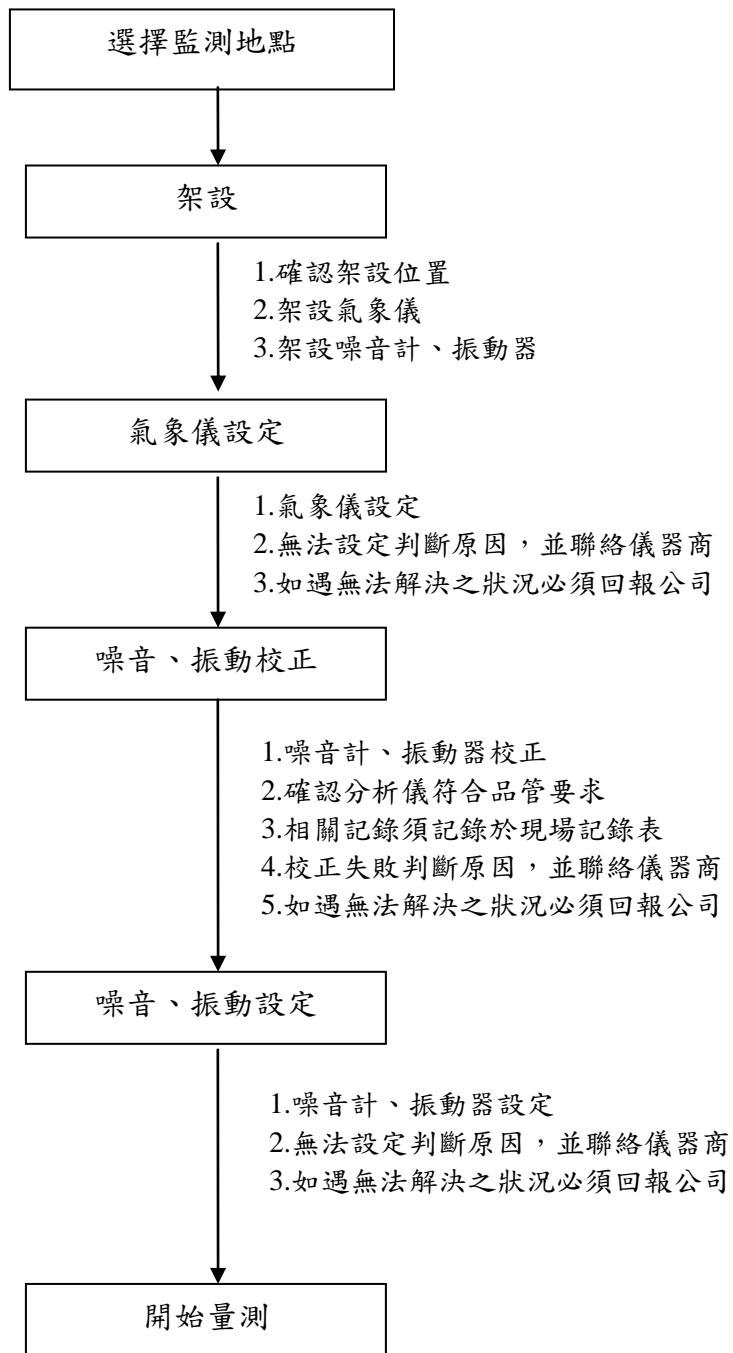 選擇監測地點
架設
1.確認架設位置
2.架設氣象儀
3.架設噪音計、振動器
氣象儀設定
1.氣象儀設定
2.無法設定判斷原因，並聯絡儀器商
3.如遇無法解決之狀況必須回報公司
噪音、振動校正
1.噪音計、振動器校正
2.確認分析儀符合品管要求
3.相關記錄須記錄於現場記錄表
4.校正失敗判斷原因，並聯絡儀器商
5.如遇無法解決之狀況必須回報公司
噪音、振動設定
1.噪音計、振動器設定
2.無法設定判斷原因，並聯絡儀器商
3.如遇無法解決之狀況必須回報公司
開始量測